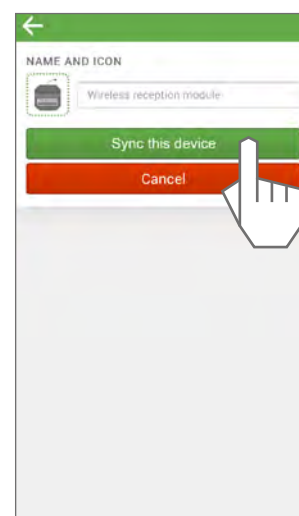 NAME AND ICON
Wireless reception module
Sync this device
Cancel